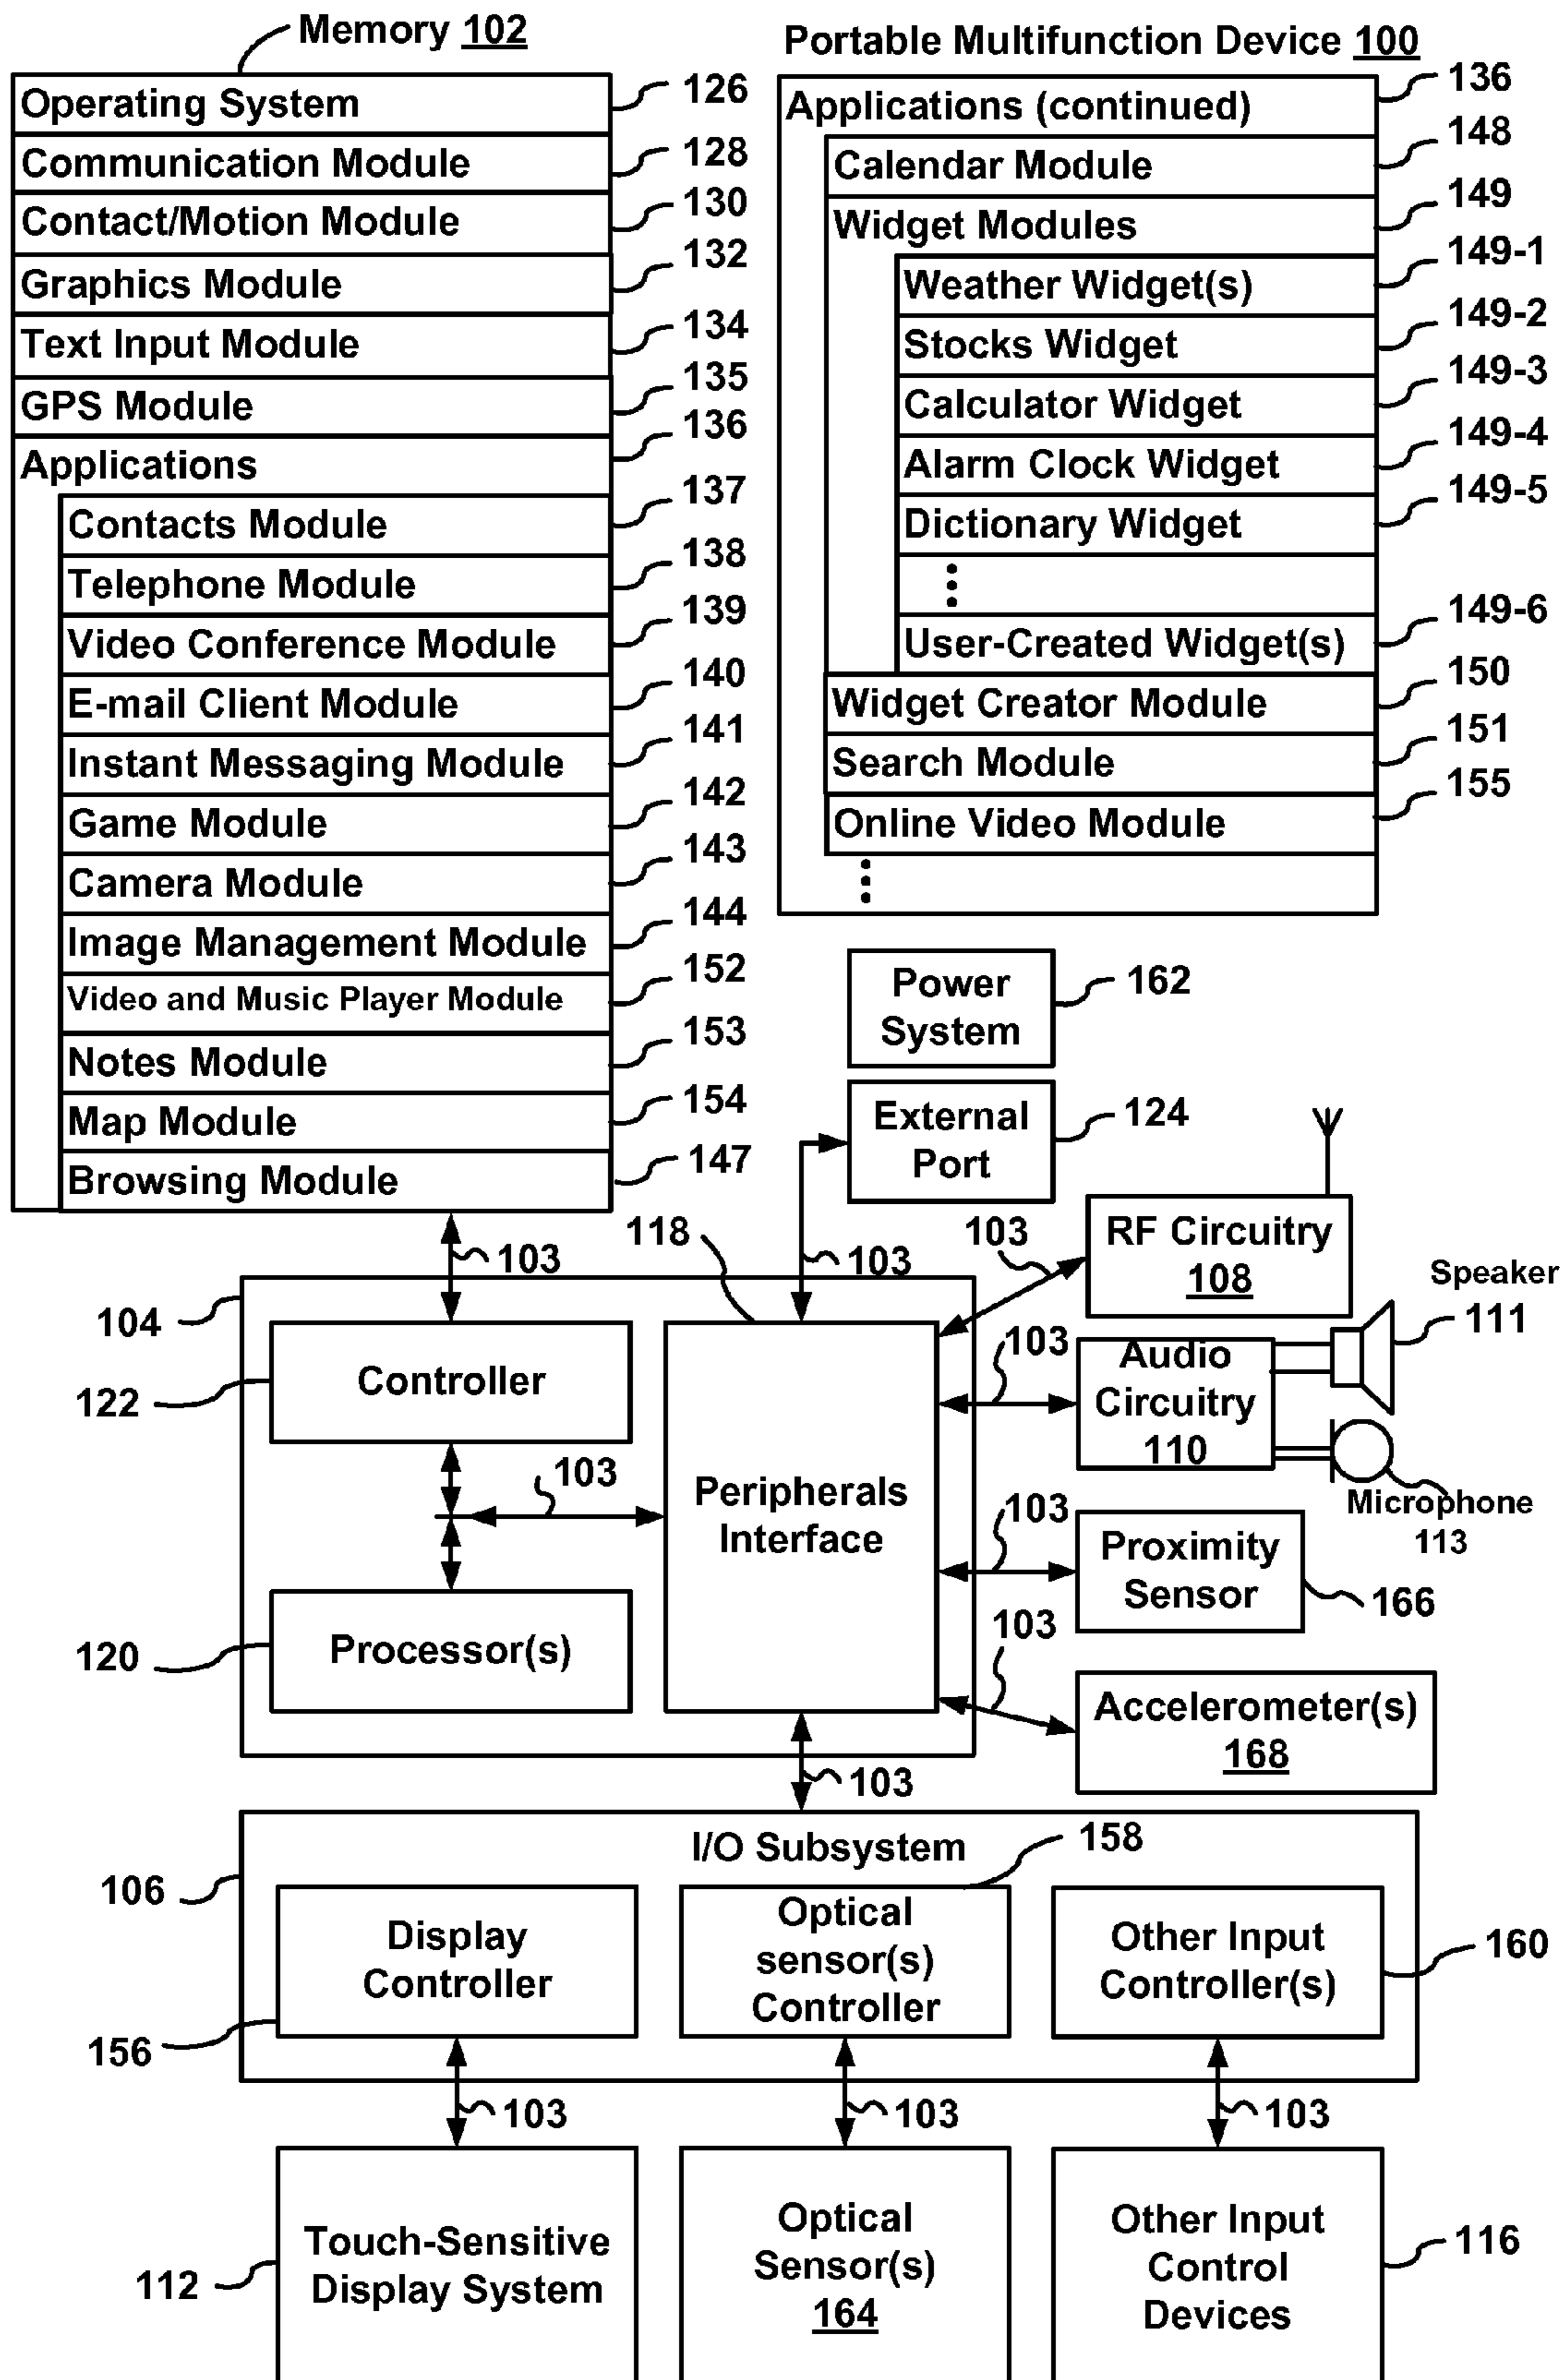 Memory 102
Operating System 126
Communication Module 128
Contact/Motion Module 130
Graphics Module 132
Text Input Module 134
GPS Module 135
Applications 136
Contacts Module 137
Telephone Module 138
Video Conference Module 139
E-mail Client Module 140
Instant Messaging Module 141
Game Module 142
Camera Module 143
Image Management Module 144
Video and Music Player Module 152
Notes Module 153
Map Module 154
Browsing Module 147
Portable Multifunction Device 100
Applications (continued) 136
Calendar Module 148
Widget Modules 149
Weather Widget(s) 149-1
Stocks Widget 149-2
Calculator Widget 149-3
Alarm Clock Widget 149-4
Dictionary Widget 149-5
User-Created Widget(s) 149-6
Widget Creator Module 150
Search Module 151
Online Video Module 155
Power
System
162
External
Port
124
103
118
103
103
RF Circuitry
108
Speaker
111
104
Controller
122
103
Audio
Circuitry
110
Microphone
113
103
Peripherals
Interface
103
Proximity
Sensor
166
Processor(s)
120
103
Accelerometer(s)
168
103
I/O Subsystem
106
158
Display
Controller
156
Optical
sensor(s)
Controller
Other Input
Controller(s)
160
103
103
103
Touch-Sensitive
Display System
112
Optical
Sensor(s)
164
Other Input
Control
Devices
116